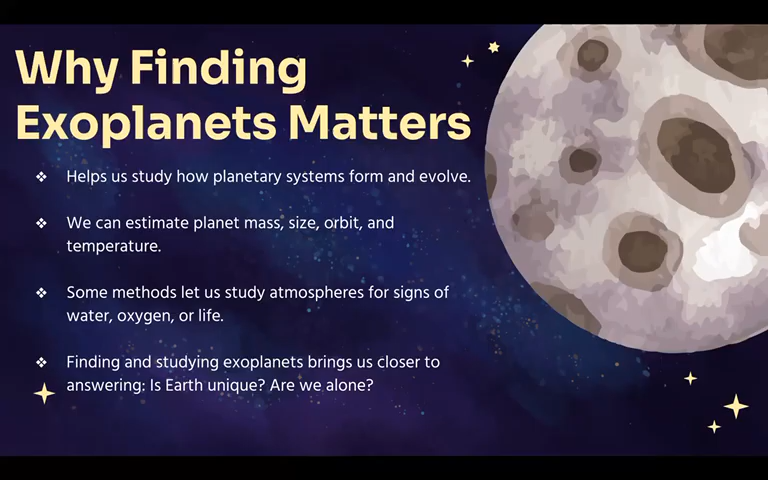 Why Finding
Exoplanets Matters
❖ Helps us study how planetary systems form and evolve.
❖ We can estimate planet mass, size, orbit, and
temperature.
❖ Some methods let us study atmospheres for signs of
water, oxygen, or life.
❖ Finding and studying exoplanets brings us closer to
answering: Is Earth unique? Are we alone?